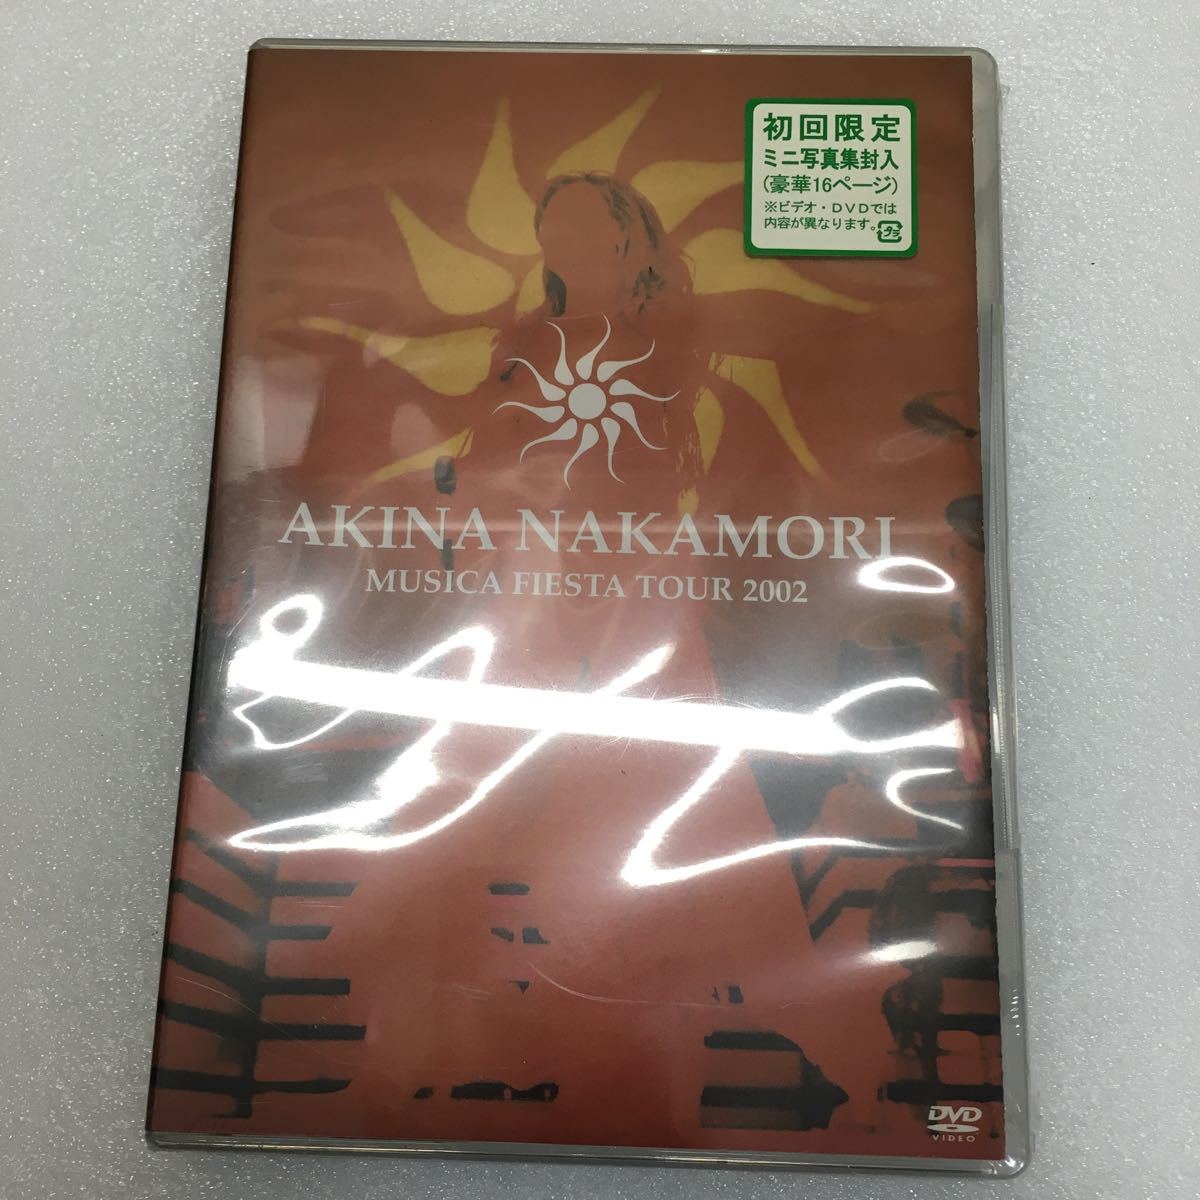 初回限定
ミニ写真集封入
(豪華16ページ)
※ビデオ・DVDでは
内容が異なります。
プラ
AKINA NAKAMORI
MUSICA FIESTA TOUR 2002
DVD
VIDEO